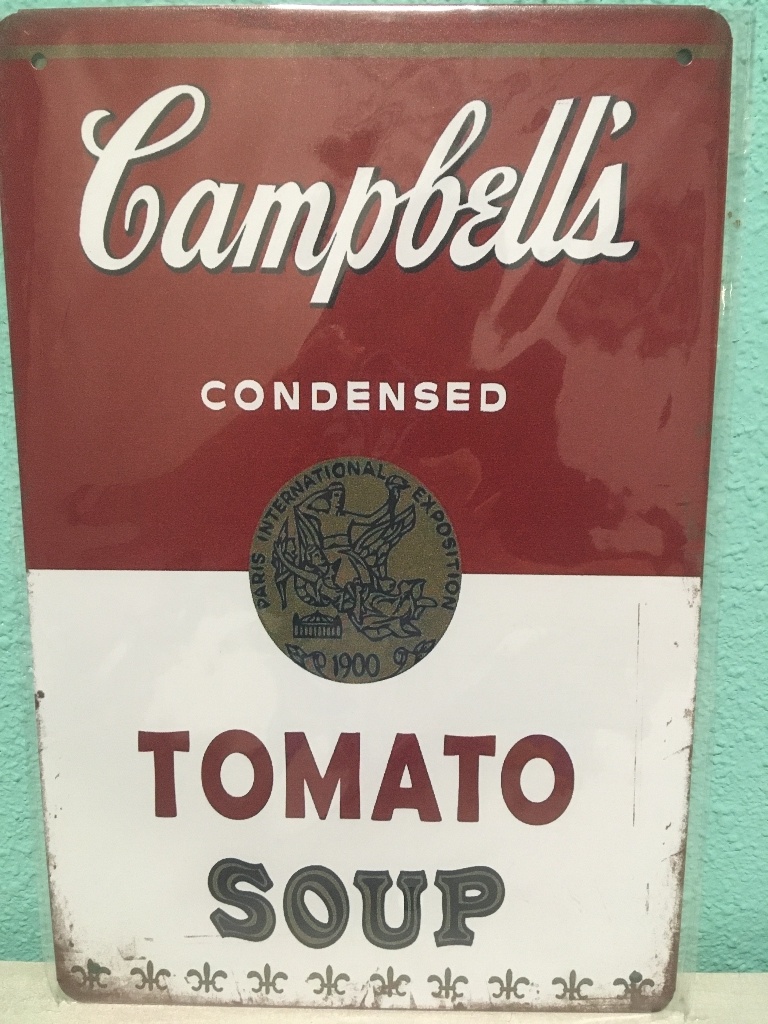 Campbell's
CONDENSED
PARIS INTERNATIONAL EXPOSITION
1900
TOMATO
SOUP